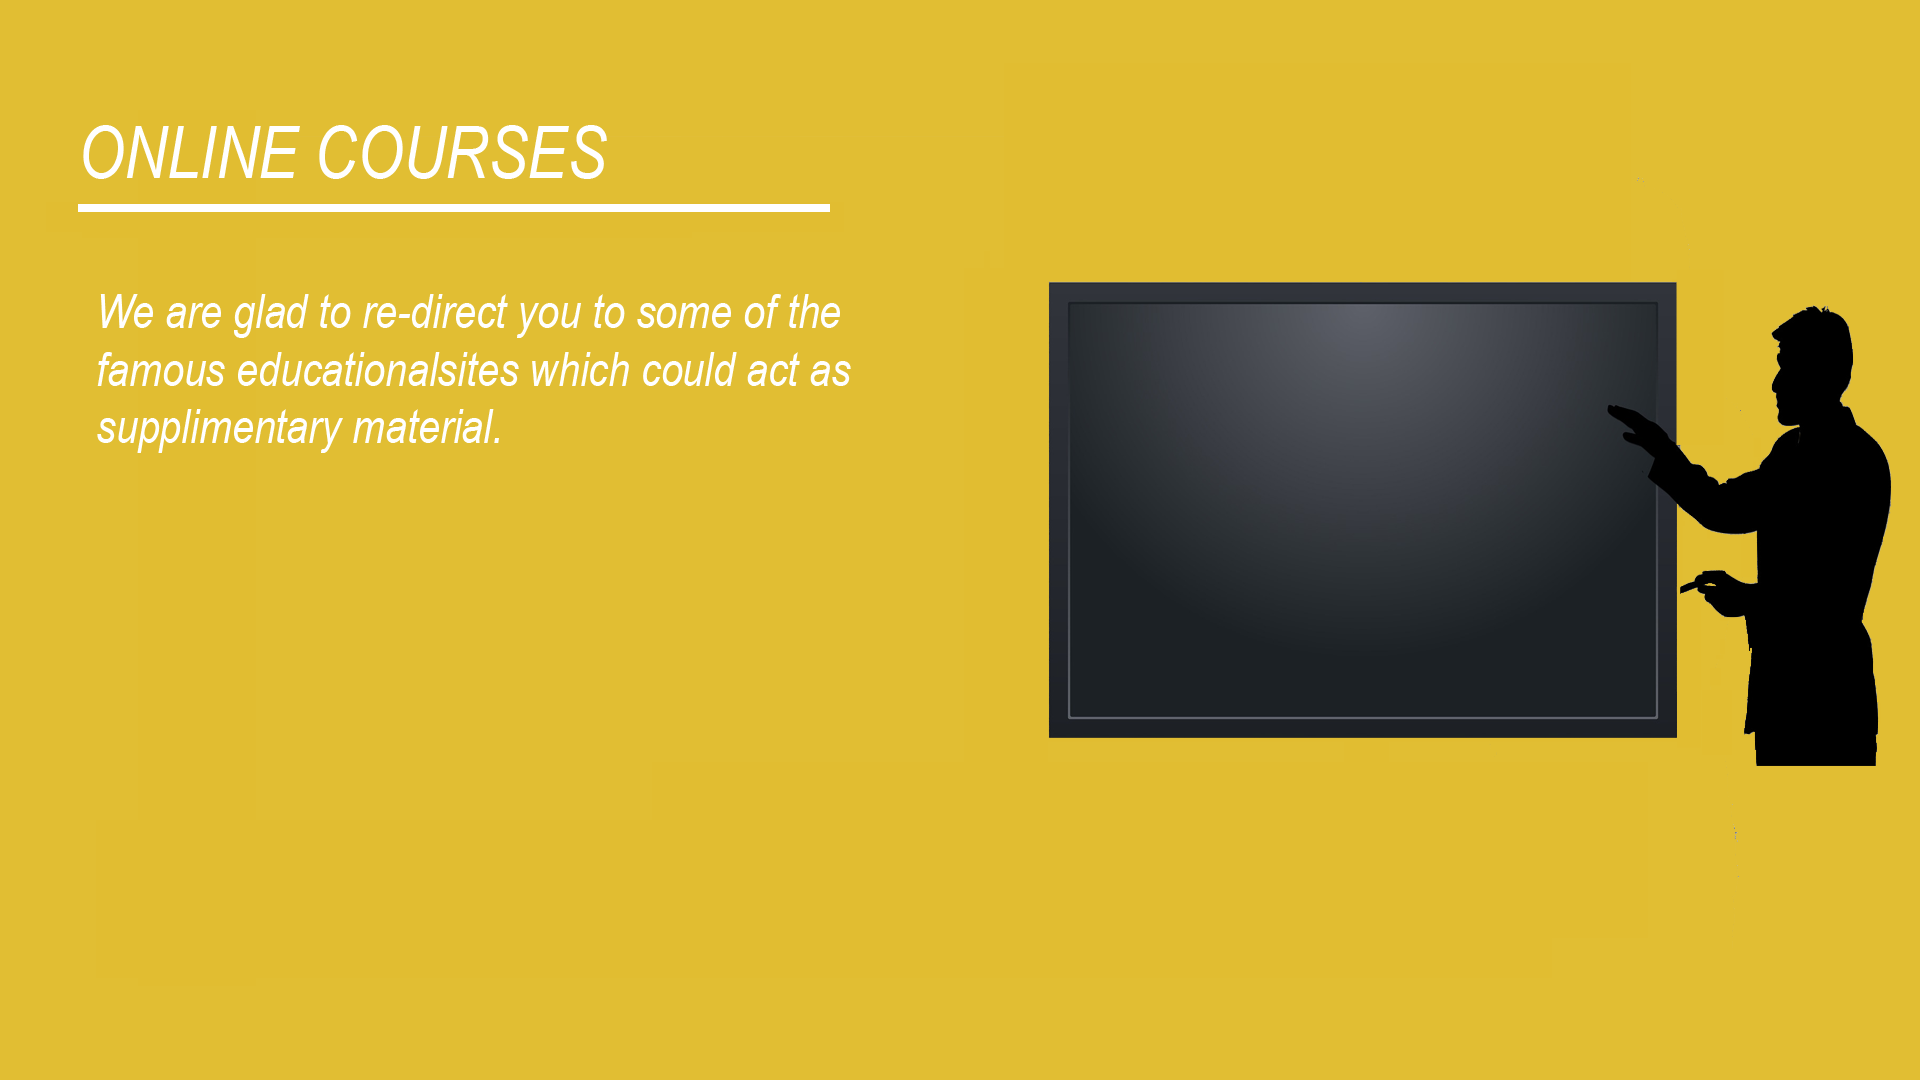 ONLINE COURSES
We are glad to re-direct you to some of the
famous educationalsites which could act as
supplimentary material.